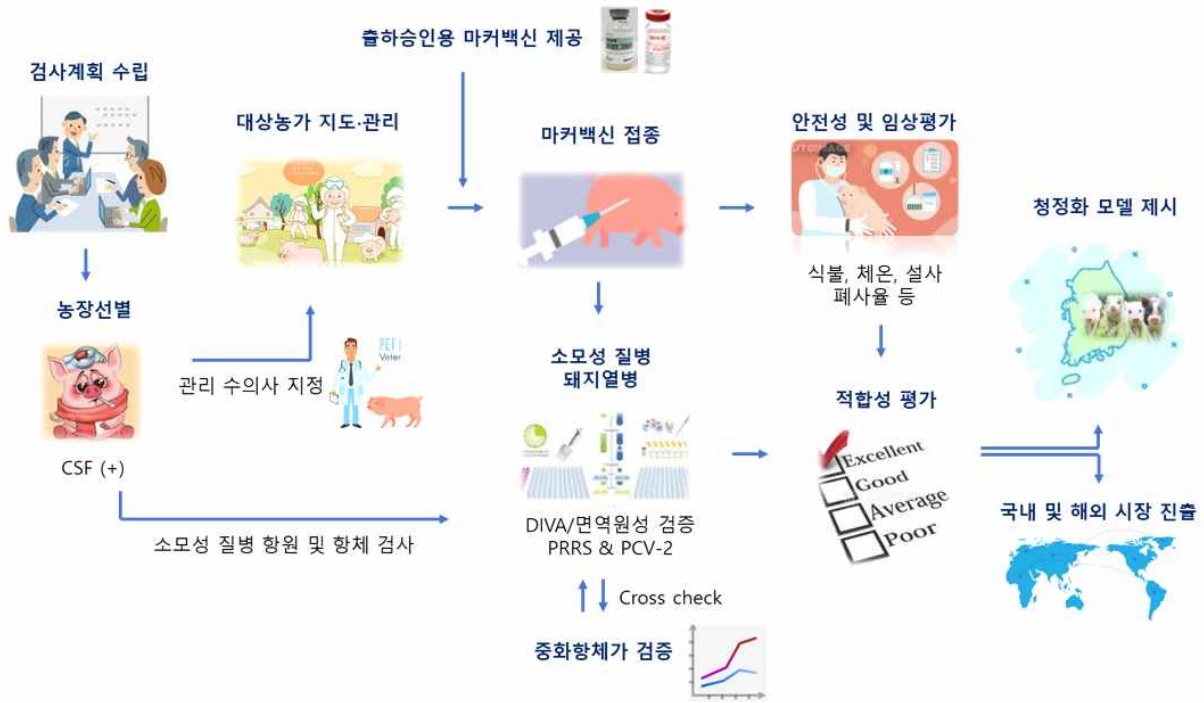 출하승인용 마커백신 제공
검사계획 수립
대상농가 지도·관리
마커백신 접종
안전성 및 임상평가
청정화 모델 제시
식불, 체온, 설사
폐사율 등
농장선별
관리 수의사 지정
소모성 질병
돼지열병
적합성 평가
CSF (+)
Excellent
Good
Average
Poor
소모성 질병 항원 및 항체 검사
DIVA/면역원성 검증
PRRS & PCV-2
국내 및 해외 시장 진출
Cross check
중화항체가 검증